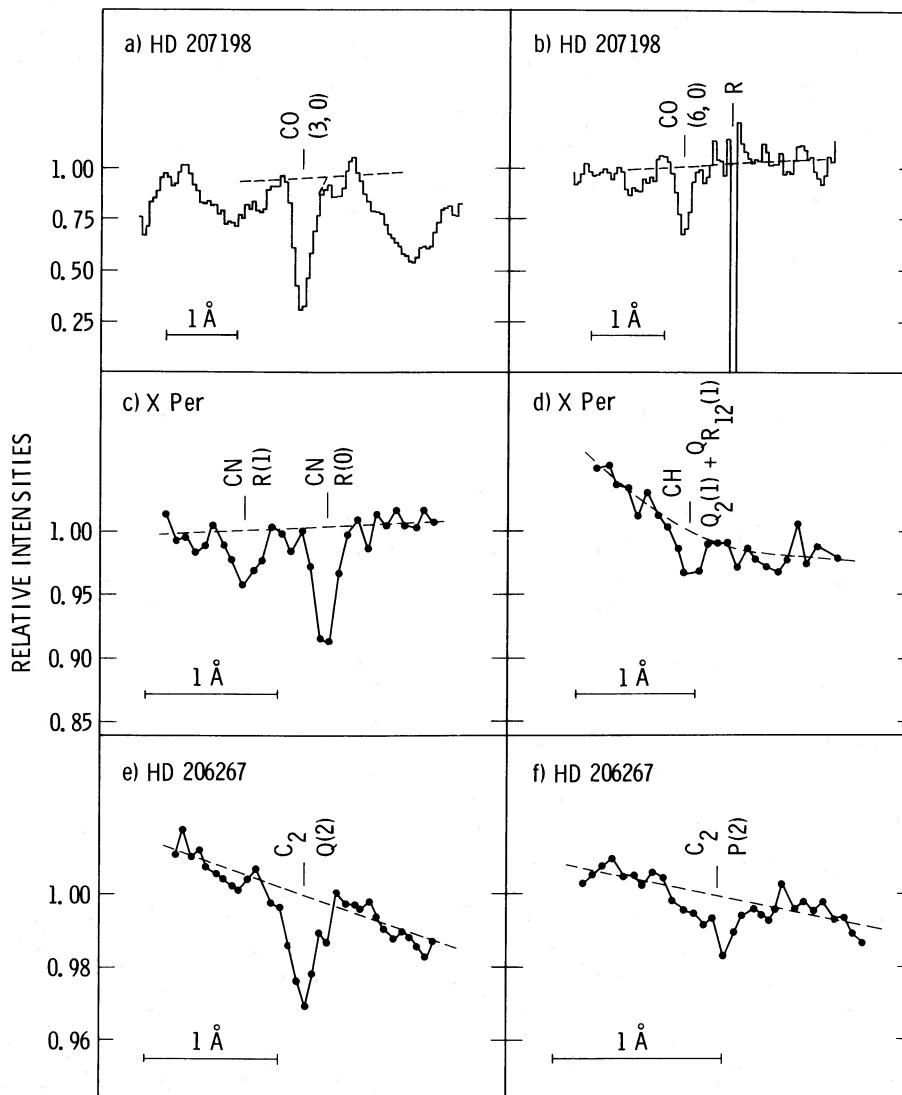 a) HD 207198
CO
(3, 0)
1.00
0.75
0.50
0.25
1 Å
b) HD 207198
CO
(6, 0)
R
1 Å
RELATIVE INTENSITIES
c) X Per
CN
R(1)
CN
R(0)
1.00
0.95
0.90
0.85
1 Å
d) X Per
CH
Q₂(1) + QR₁₂(1)
1 Å
e) HD 206267
C₂
Q(2)
1.00
0.98
0.96
1 Å
f) HD 206267
C₂
P(2)
1 Å